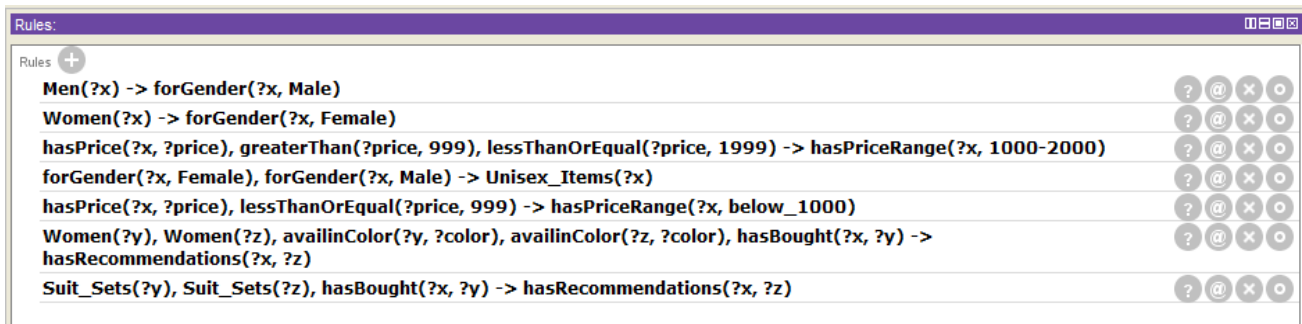 Rules:
Rules
Men(?x) -> forGender(?x, Male)
Women(?x) -> forGender(?x, Female)
hasPrice(?x, ?price), greaterThan(?price, 999), lessThanOrEqual(?price, 1999) -> hasPriceRange(?x, 1000-2000)
forGender(?x, Female), forGender(?x, Male) -> Unisex_Items(?x)
hasPrice(?x, ?price), lessThanOrEqual(?price, 999) -> hasPriceRange(?x, below_1000)
Women(?y), Women(?z), availinColor(?y, ?color), availinColor(?z, ?color), hasBought(?x, ?y) ->
hasRecommendations(?x, ?z)
Suit_Sets(?y), Suit_Sets(?z), hasBought(?x, ?y) -> hasRecommendations(?x, ?z)